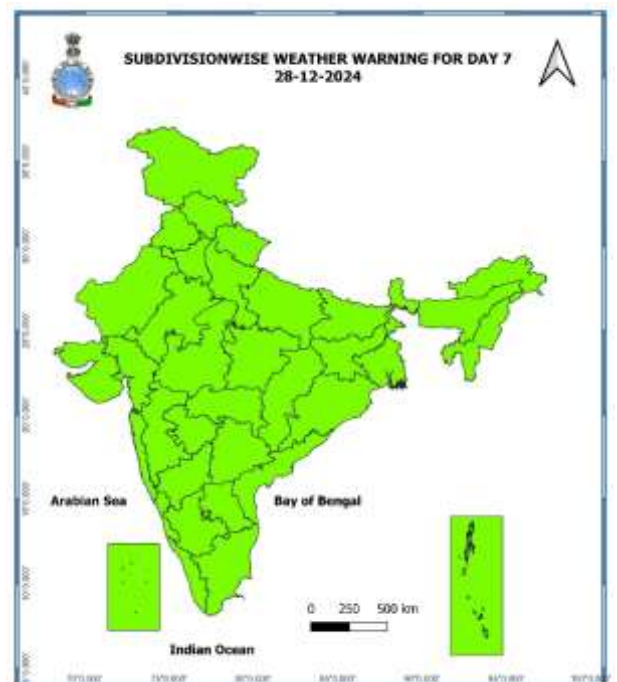 SUBDIVISIONWISE WEATHER WARNING FOR DAY 7
28-12-2024
Arabian Sea
Bay of Bengal
0 250 500 km
Indian Ocean